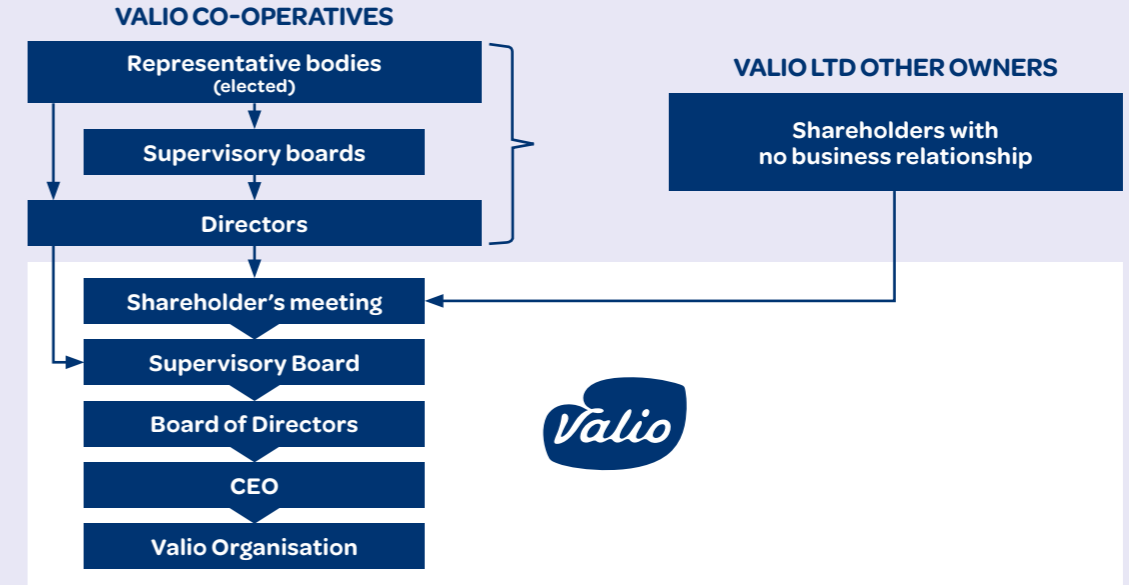 VALIO CO-OPERATIVES
Representative bodies
(elected)
Supervisory boards
Directors
VALIO LTD OTHER OWNERS
Shareholders with
no business relationship
Shareholder’s meeting
Supervisory Board
Board of Directors
CEO
Valio Organisation
Valio